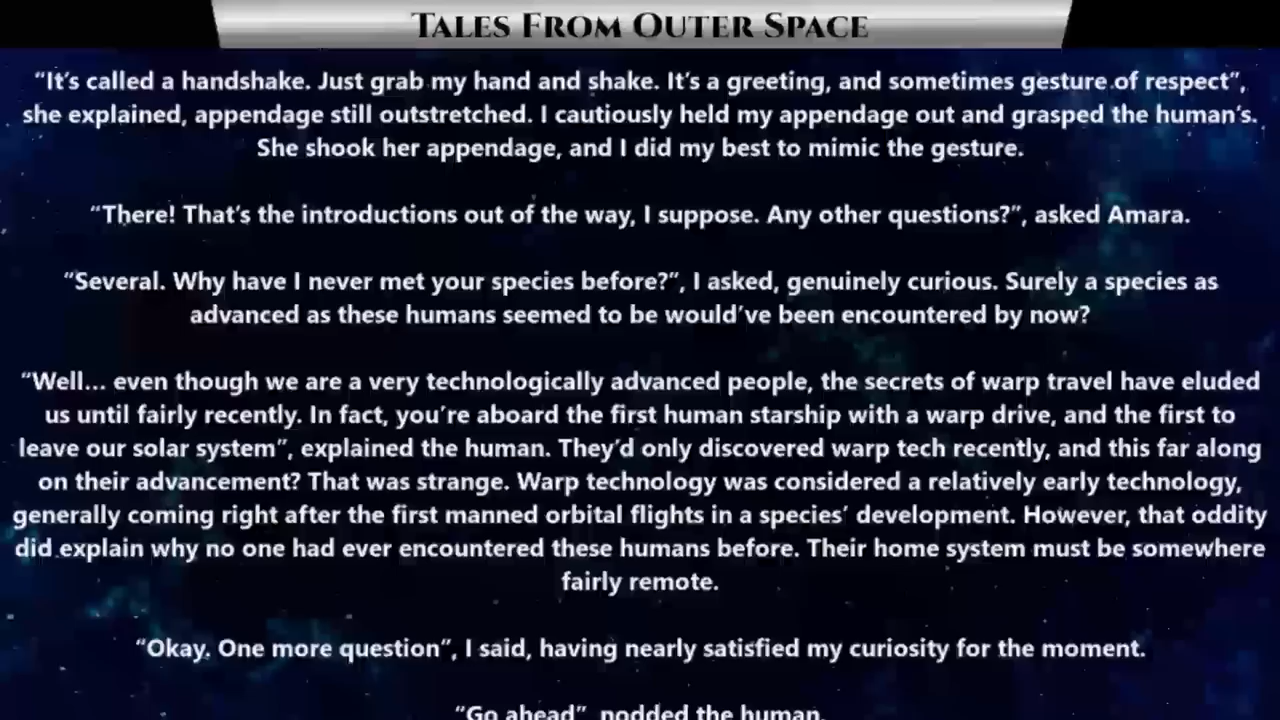 Tales From Outer Space
“It’s called a handshake. Just grab my hand and shake. It’s a greeting, and sometimes gesture of respect”,
she explained, appendage still outstretched. I cautiously held my appendage out and grasped the human’s.
She shook her appendage, and I did my best to mimic the gesture.
“There! That’s the introductions out of the way, I suppose. Any other questions?”, asked Amara.
“Several. Why have I never met your species before?”, I asked, genuinely curious. Surely a species as
advanced as these humans seemed to be would’ve been encountered by now?
“Well… even though we are a very technologically advanced people, the secrets of warp travel have eluded
us until fairly recently. In fact, you’re aboard the first human starship with a warp drive, and the first to
leave our solar system”, explained the human. They’d only discovered warp tech recently, and this far along
on their advancement? That was strange. Warp technology was considered a relatively early technology,
generally coming right after the first manned orbital flights in a species’ development. However, that oddity
did explain why no one had ever encountered these humans before. Their home system must be somewhere
fairly remote.
“Okay. One more question”, I said, having nearly satisfied my curiosity for the moment.
“Go ahead”, nodded the human.